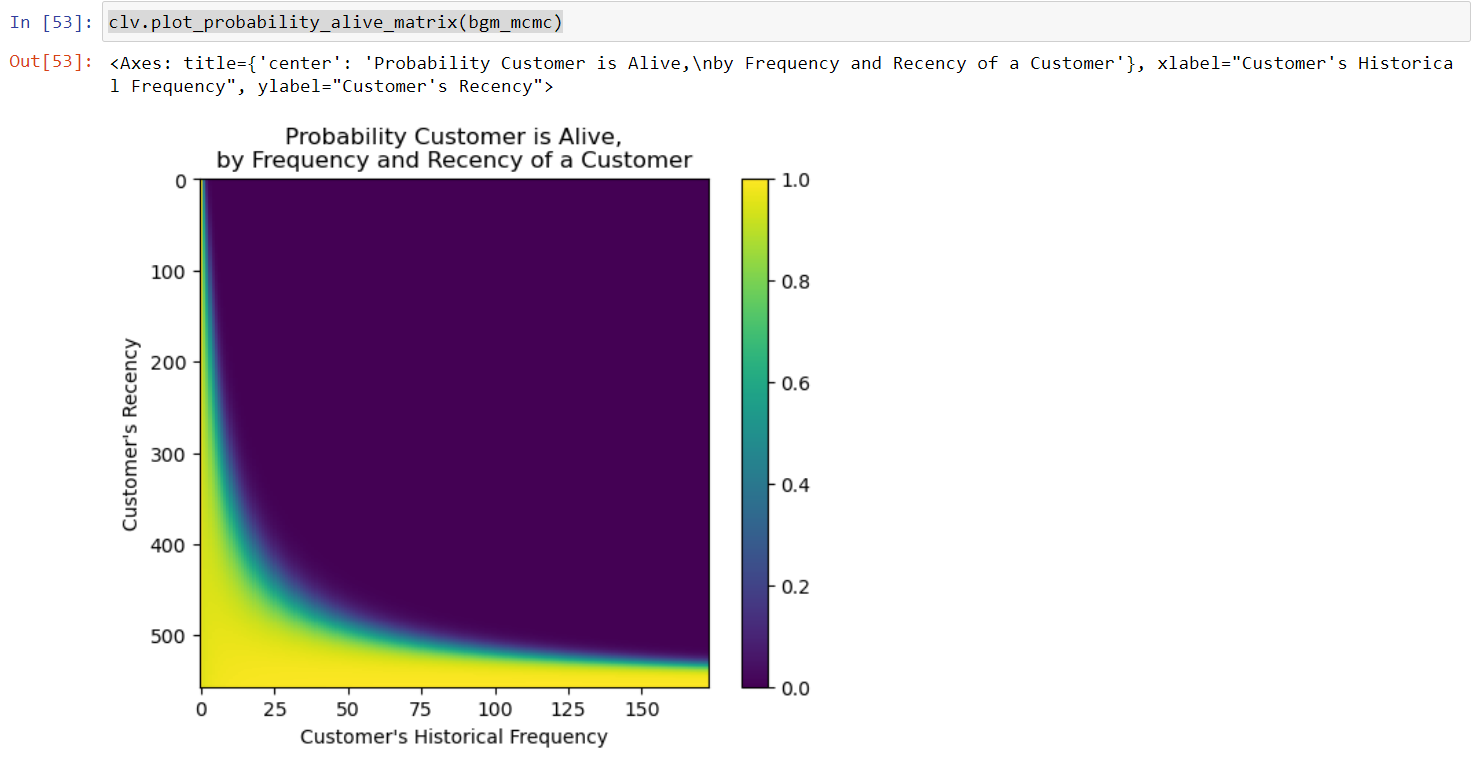 In [53]: clv.plot_probability_alive_matrix(bgm_mcmc)
Out[53]: <Axes: title={'center': 'Probability Customer is Alive,\nby Frequency and Recency of a Customer'}, xlabel="Customer's Historica
l Frequency", ylabel="Customer's Recency">
Probability Customer is Alive,
by Frequency and Recency of a Customer
0
100
200
300
400
500
Customer's Recency
0 25 50 75 100 125 150
Customer's Historical Frequency
1.0
0.8
0.6
0.4
0.2
0.0